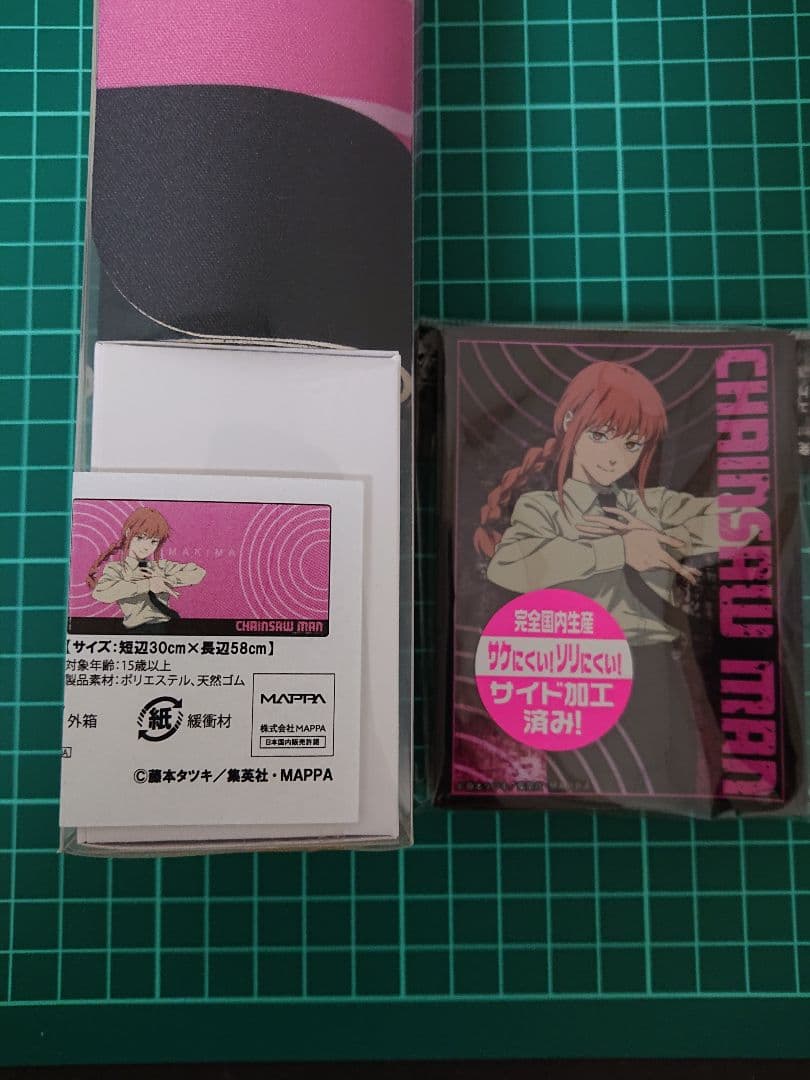 MAKIMA
CHAINSAW MAN
【サイズ:短辺30cm×長辺58cm】
対象年齢:15歳以上
製品素材:ポリエステル、天然ゴム
外箱
紙
緩衝材
MAPPA
株式会社MAPPA
日本国内販売許諾
©藤本タツキ／集英社・MAPPA
CHAINSAW MAN
完全国内生産
サケにくい!ソリにくい!
サイド加工
済み!